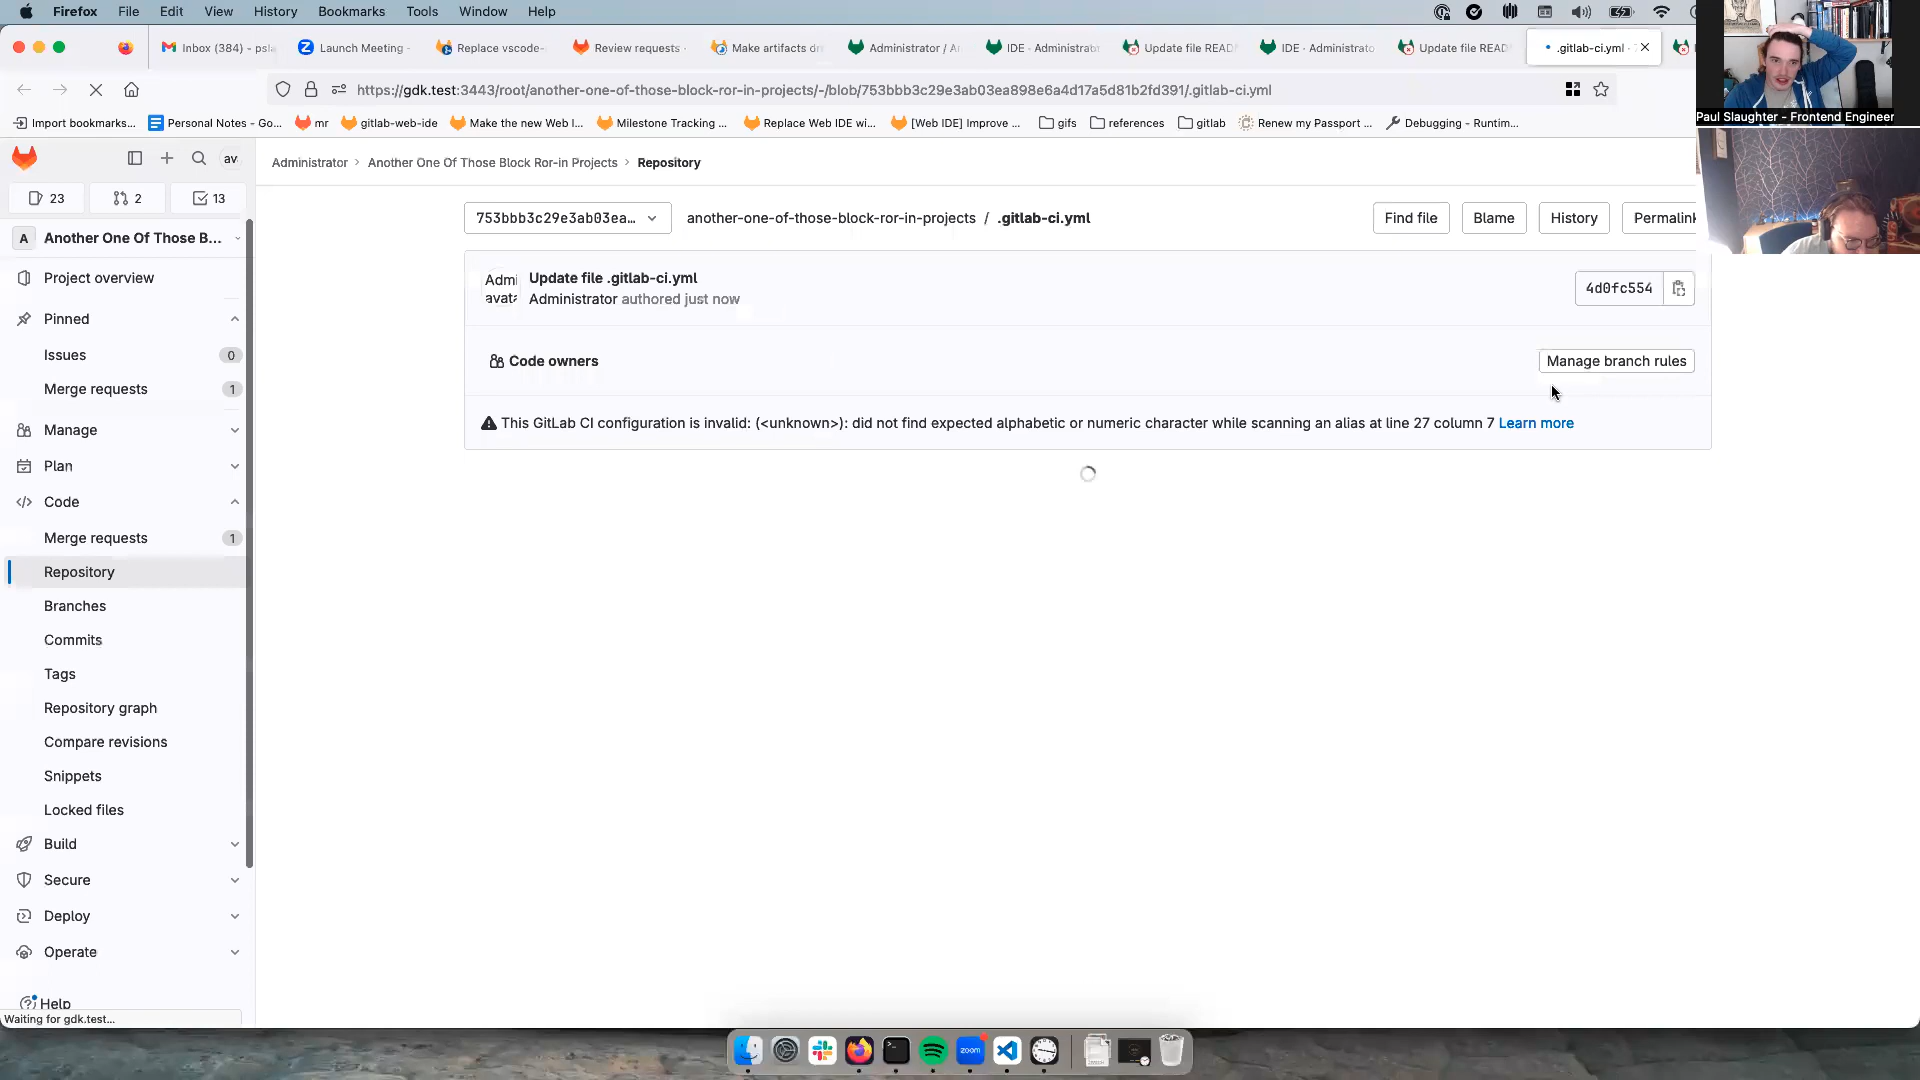 Firefox File Edit View History Bookmarks Tools Window Help
Inbox (384) - psla
Launch Meeting -
Replace vscode-
Review requests ·
Make artifacts dr
Administrator / A
IDE · Administrat
Update file READ
IDE · Administrato
Update file READ
.gitlab-ci.yml ·
https://gdk.test:3443/root/another-one-of-those-block-ror-in-projects/-/blob/753bbb3c29e3ab03ea898e6a4d17a5d81b2fd391/.gitlab-ci.yml
Paul Slaughter - Frontend Engineer
Import bookmarks... Personal Notes - Go... mr gitlab-web-ide Make the new Web I... Milestone Tracking ... Replace Web IDE wi... [Web IDE] Improve ... gifs references gitlab Renew my Passport ... Debugging - Runtim...
av
23 2 13
A Another One Of Those B...
Project overview
Pinned
Issues 0
Merge requests 1
Manage
Plan
Code
Merge requests 1
Repository
Branches
Commits
Tags
Repository graph
Compare revisions
Snippets
Locked files
Build
Secure
Deploy
Operate
Help
Waiting for gdk.test...
Administrator › Another One Of Those Block Ror-in Projects › Repository
753bbb3c29e3ab03ea… another-one-of-those-block-ror-in-projects / .gitlab-ci.yml
Find file Blame History Permalink
Admi
avata
Update file .gitlab-ci.yml
Administrator authored just now
4d0fc554
Code owners
Manage branch rules
This GitLab CI configuration is invalid: (<unknown>): did not find expected alphabetic or numeric character while scanning an alias at line 27 column 7 Learn more
zoom